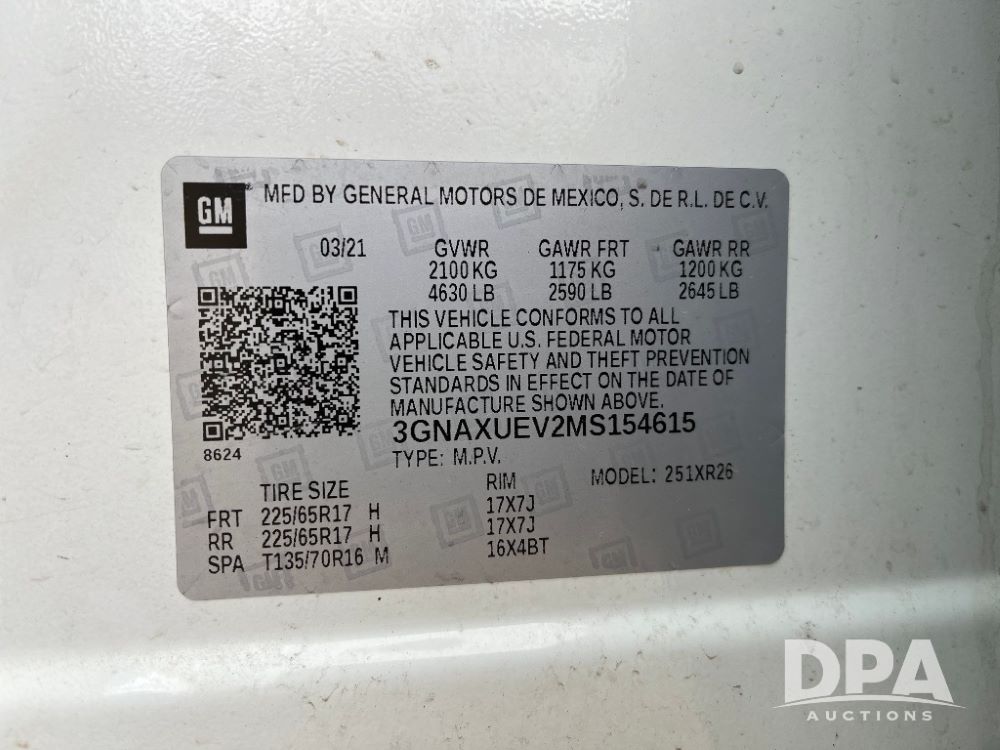 GM
MFD BY GENERAL MOTORS DE MEXICO, S. DE R.L. DE C.V.
03/21 GVWR GAWR FRT GAWR RR
2100 KG 1175 KG 1200 KG
4630 LB 2590 LB 2645 LB
THIS VEHICLE CONFORMS TO ALL
APPLICABLE U.S. FEDERAL MOTOR
VEHICLE SAFETY AND THEFT PREVENTION
STANDARDS IN EFFECT ON THE DATE OF
MANUFACTURE SHOWN ABOVE.
3GNAXUEV2MS154615
8624
TYPE: M.P.V. MODEL: 251XR26
TIRE SIZE RIM
FRT 225/65R17 H 17X7J
RR 225/65R17 H 17X7J
SPA T135/70R16 M 16X4BT
DPA
AUCTIONS